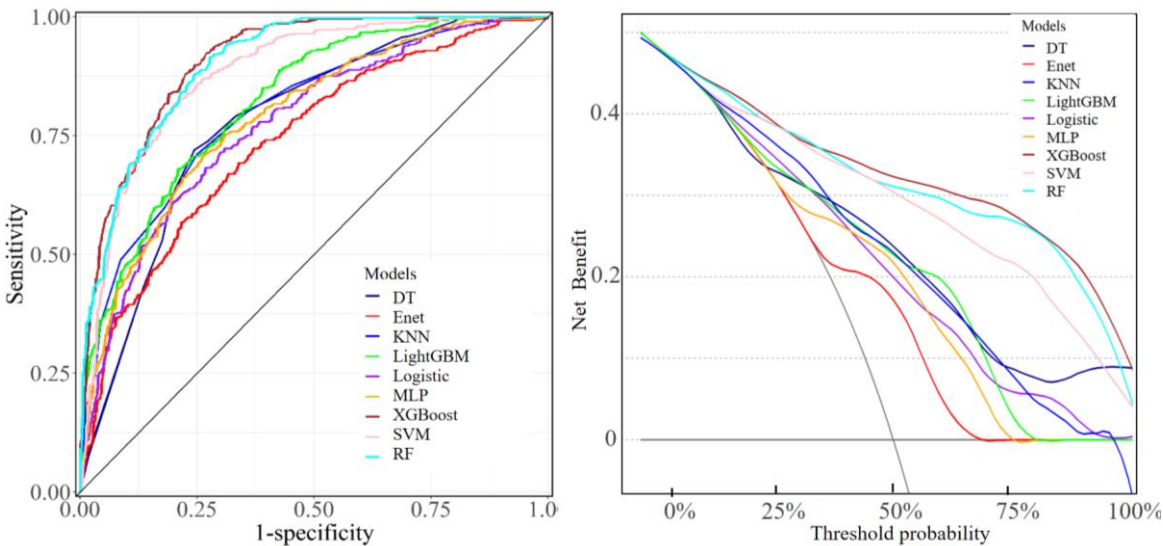 1.00
0.75
0.50
0.25
0.00
Sensitivity
0.00
0.25
0.50
0.75
1.0
1-specificity
Models
DT
Enet
KNN
LightGBM
Logistic
MLP
XGBoost
SVM
RF
0.4
0.2
0
Net Benefit
0%
25%
50%
75%
100%
Threshold probability
Models
DT
Enet
KNN
LightGBM
Logistic
MLP
XGBoost
SVM
RF